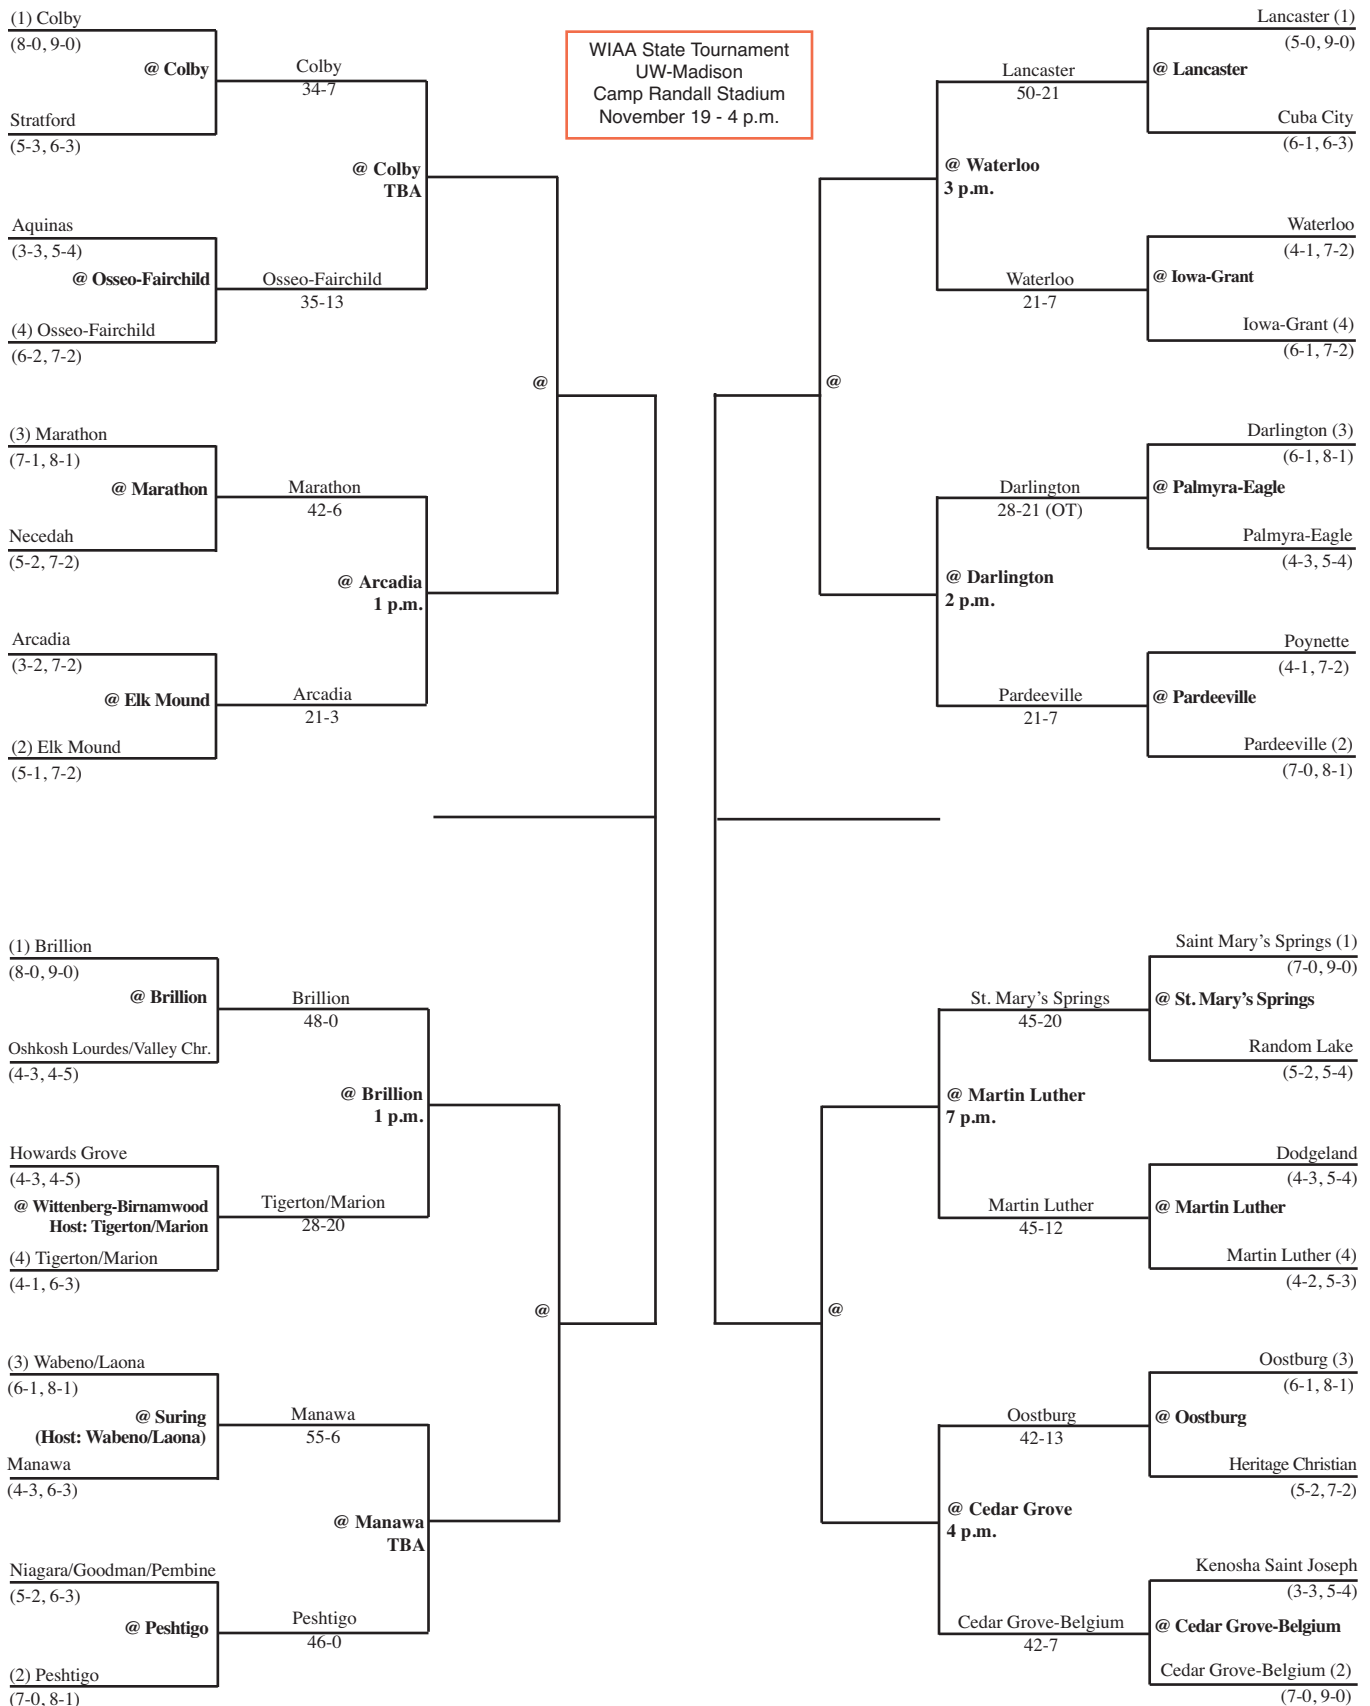 WIAA State Tournament
UW-Madison
Camp Randall Stadium
November 19 - 4 p.m.
(1) Colby
(8-0, 9-0)
@ Colby
Stratford
(5-3, 6-3)
Colby
34-7
@ Colby
TBA
Aquinas
(3-3, 5-4)
@ Osseo-Fairchild
(4) Osseo-Fairchild
(6-2, 7-2)
Osseo-Fairchild
35-13
@
(3) Marathon
(7-1, 8-1)
@ Marathon
Necedah
(5-2, 7-2)
Marathon
42-6
@ Arcadia
1 p.m.
Arcadia
(3-2, 7-2)
@ Elk Mound
(2) Elk Mound
(5-1, 7-2)
Arcadia
21-3
(1) Brillion
(8-0, 9-0)
@ Brillion
Oshkosh Lourdes/Valley Chr.
(4-3, 4-5)
Brillion
48-0
@ Brillion
1 p.m.
Howards Grove
(4-3, 4-5)
@ Wittenberg-Birnamwood
Host: Tigerton/Marion
(4) Tigerton/Marion
(4-1, 6-3)
Tigerton/Marion
28-20
@
(3) Wabeno/Laona
(6-1, 8-1)
@ Suring
(Host: Wabeno/Laona)
Manawa
(4-3, 6-3)
Manawa
55-6
@ Manawa
TBA
Niagara/Goodman/Pembine
(5-2, 6-3)
@ Peshtigo
(2) Peshtigo
(7-0, 8-1)
Peshtigo
46-0
Lancaster (1)
(5-0, 9-0)
@ Lancaster
Cuba City
(6-1, 6-3)
Lancaster
50-21
@ Waterloo
3 p.m.
Waterloo
(4-1, 7-2)
@ Iowa-Grant
Iowa-Grant (4)
(6-1, 7-2)
Waterloo
21-7
@
Darlington (3)
(6-1, 8-1)
@ Palmyra-Eagle
Palmyra-Eagle
(4-3, 5-4)
Darlington
28-21 (OT)
@ Darlington
2 p.m.
Poynette
(4-1, 7-2)
@ Pardeeville
Pardeeville (2)
(7-0, 8-1)
Pardeeville
21-7
Saint Mary's Springs (1)
(7-0, 9-0)
@ St. Mary's Springs
Random Lake
(5-2, 5-4)
St. Mary's Springs
45-20
@ Martin Luther
7 p.m.
Dodgeland
(4-3, 5-4)
@ Martin Luther
Martin Luther (4)
(4-2, 5-3)
Martin Luther
45-12
@
Oostburg (3)
(6-1, 8-1)
@ Oostburg
Heritage Christian
(5-2, 7-2)
Oostburg
42-13
@ Cedar Grove
4 p.m.
Kenosha Saint Joseph
(3-3, 5-4)
@ Cedar Grove-Belgium
Cedar Grove-Belgium (2)
(7-0, 9-0)
Cedar Grove-Belgium
42-7